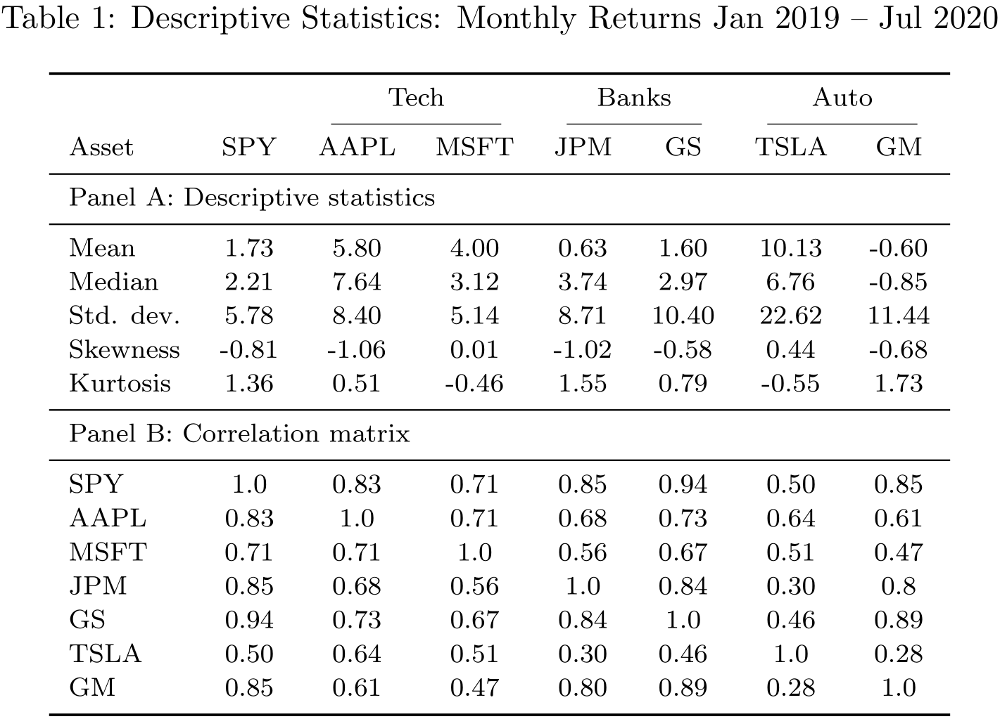 Table 1: Descriptive Statistics: Monthly Returns Jan 2019 – Jul 2020
Tech Banks Auto
Asset SPY AAPL MSFT JPM GS TSLA GM
Panel A: Descriptive statistics
Mean 1.73 5.80 4.00 0.63 1.60 10.13 -0.60
Median 2.21 7.64 3.12 3.74 2.97 6.76 -0.85
Std. dev. 5.78 8.40 5.14 8.71 10.40 22.62 11.44
Skewness -0.81 -1.06 0.01 -1.02 -0.58 0.44 -0.68
Kurtosis 1.36 0.51 -0.46 1.55 0.79 -0.55 1.73
Panel B: Correlation matrix
SPY 1.0 0.83 0.71 0.85 0.94 0.50 0.85
AAPL 0.83 1.0 0.71 0.68 0.73 0.64 0.61
MSFT 0.71 0.71 1.0 0.56 0.67 0.51 0.47
JPM 0.85 0.68 0.56 1.0 0.84 0.30 0.8
GS 0.94 0.73 0.67 0.84 1.0 0.46 0.89
TSLA 0.50 0.64 0.51 0.30 0.46 1.0 0.28
GM 0.85 0.61 0.47 0.80 0.89 0.28 1.0